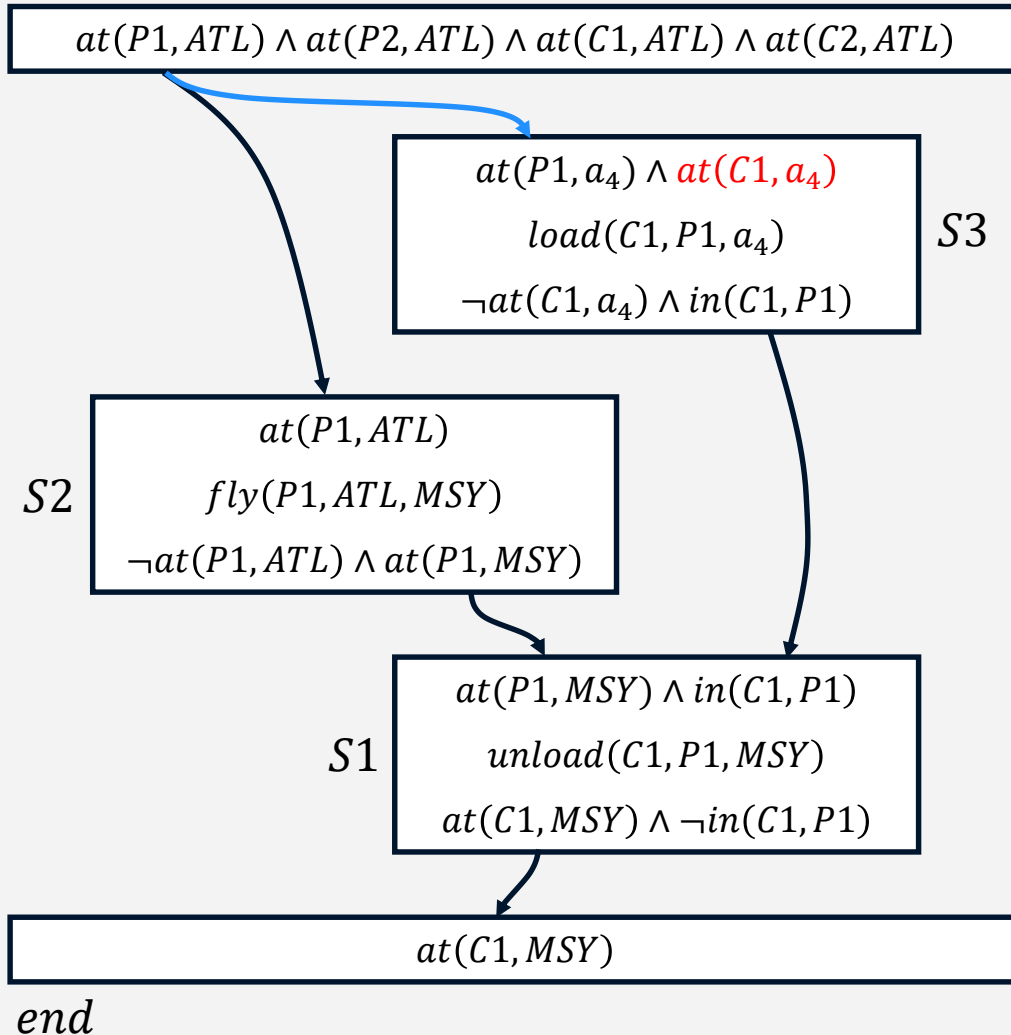 at(P1, ATL) ∧ at(P2, ATL) ∧ at(C1, ATL) ∧ at(C2, ATL)
at(P1, a₄) ∧ at(C1, a₄)
load(C1, P1, a₄)
S3
¬at(C1, a₄) ∧ in(C1, P1)
at(P1, ATL)
S2
fly(P1, ATL, MSY)
¬at(P1, ATL) ∧ at(P1, MSY)
at(P1, MSY) ∧ in(C1, P1)
S1
unload(C1, P1, MSY)
at(C1, MSY) ∧ ¬in(C1, P1)
at(C1, MSY)
end